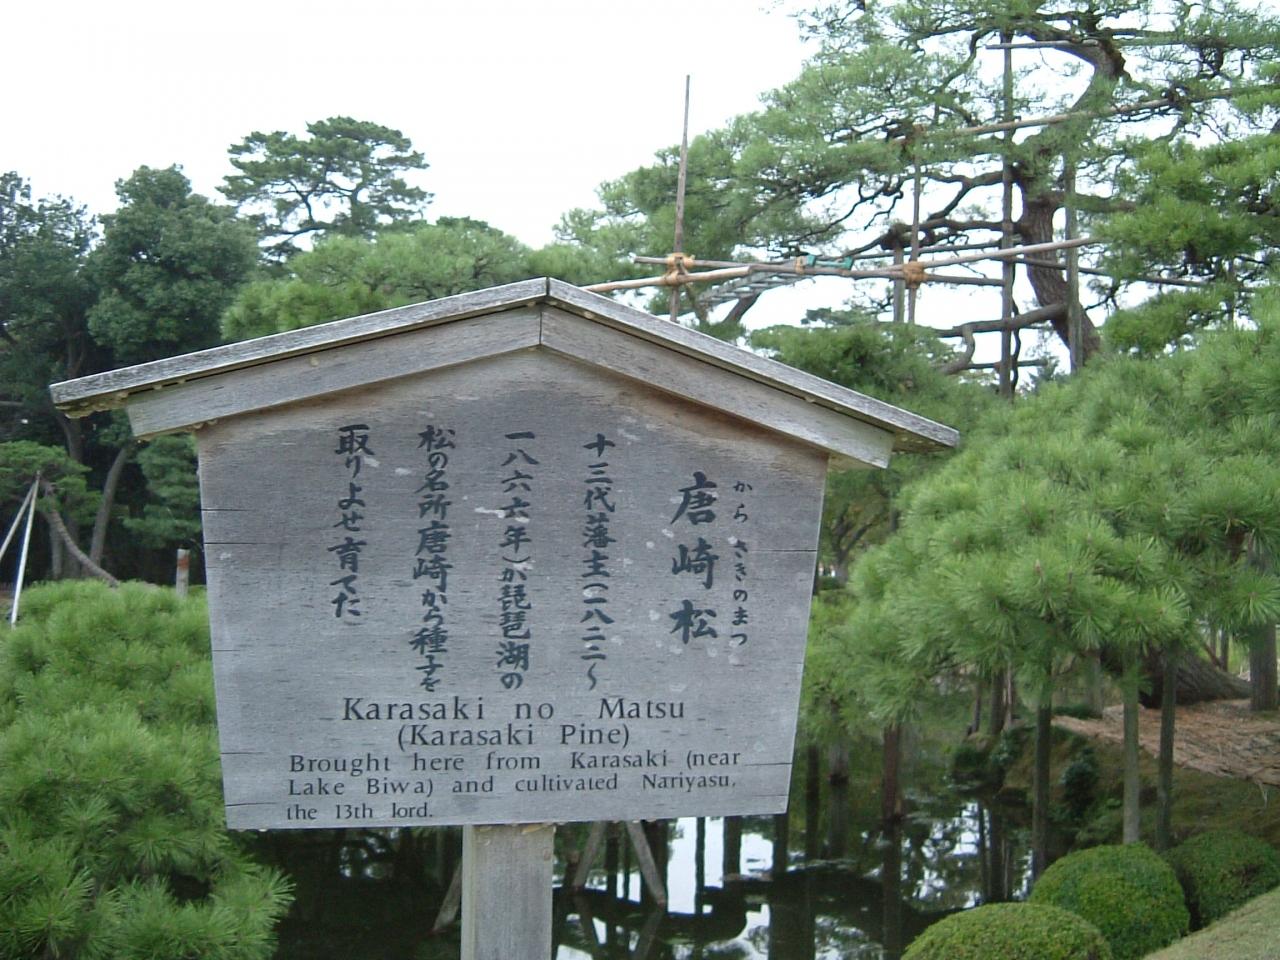 唐崎松
からさきのまつ
十三代藩主(一八二二〜
一八六六年)が琵琶湖の
松の名所唐崎から種子を
取りよせ育てた
Karasaki no Matsu
(Karasaki Pine)
Brought here from Karasaki (near
Lake Biwa) and cultivated Nariyasu,
the 13th lord.